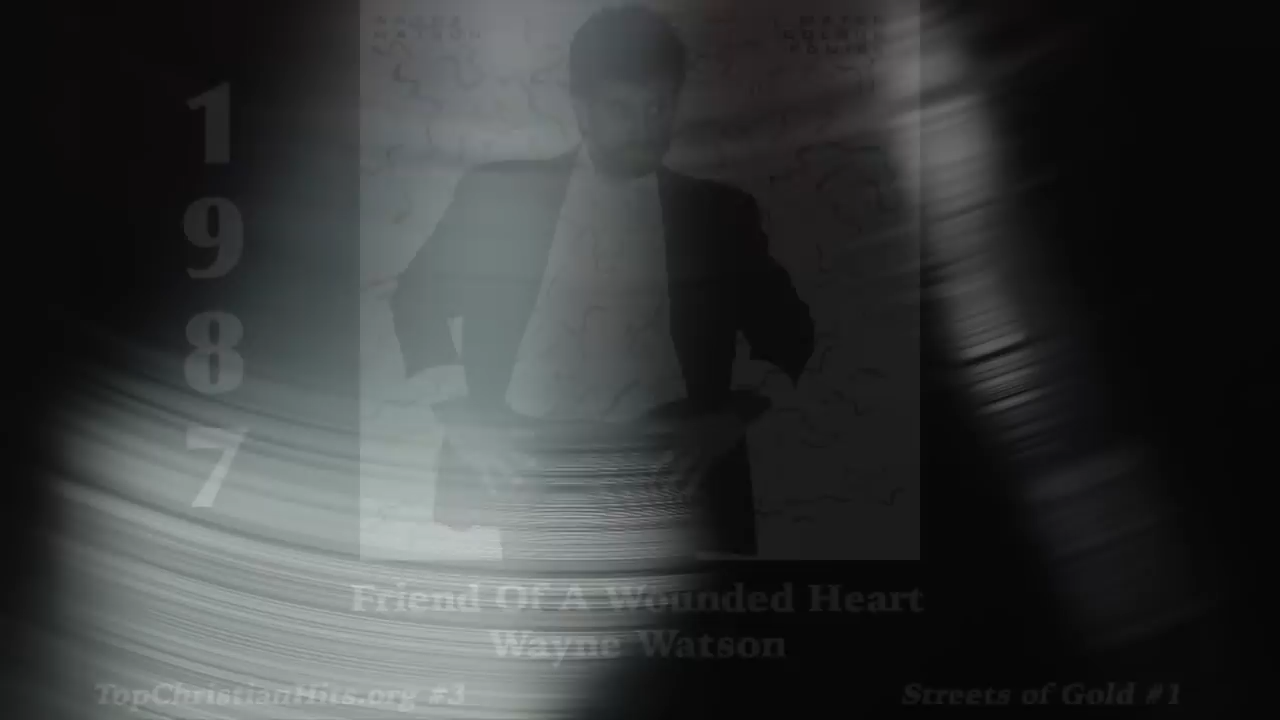 1
9
8
7
Friend Of A Wounded Heart
Wayne Watson
TopChristianHits.org #3
Streets of Gold #1